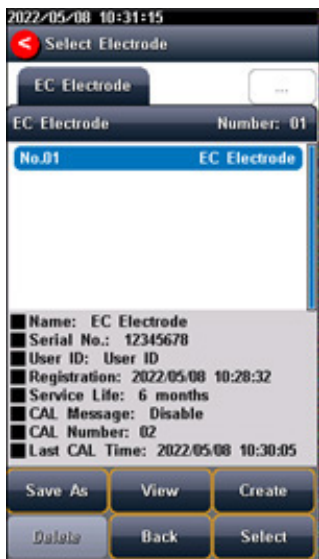 2022/05/08 10:31:15
< Select Electrode
EC Electrode ...
EC Electrode Number: 01
No.01 EC Electrode
Name: EC Electrode
Serial No.: 12345678
User ID: User ID
Registration: 2022/05/08 10:28:32
Service Life: 6 months
CAL Message: Disable
CAL Number: 02
Last CAL Time: 2022/05/08 10:30:05
Save As View Create
Delete Back Select